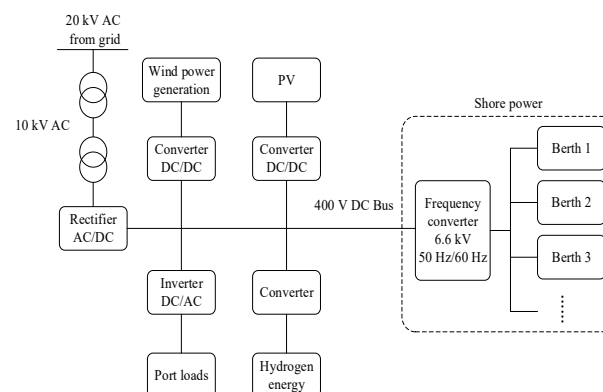 20 kV AC
from grid
10 kV AC
Rectifier
AC/DC
Wind power
generation
Converter
DC/DC
Inverter
DC/AC
Port loads
PV
Converter
DC/DC
Converter
Hydrogen
energy
400 V DC Bus
Shore power
Frequency
converter
6.6 kV
50 Hz/60 Hz
Berth 1
Berth 2
Berth 3